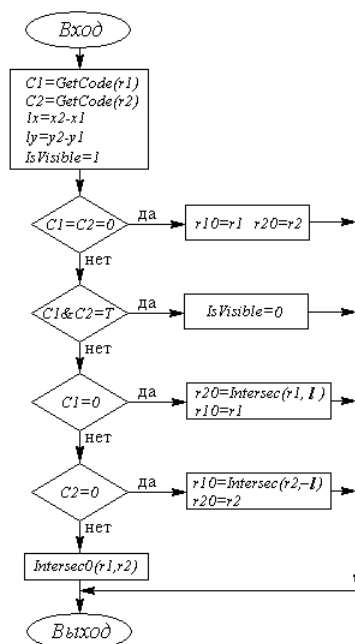 Вход
C1=GetCode(r1)
C2=GetCode(r2)
lx=x2-x1
ly=y2-y1
IsVisible=1
C1=C2=0
да
r10=r1 r20=r2
нет
C1&C2=T
да
IsVisible=0
нет
C1=0
да
r20=Intersec(r1, l )
r10=r1
нет
C2=0
да
r10=Intersec(r2,-l)
r20=r2
нет
Intersec0(r1,r2)
Выход